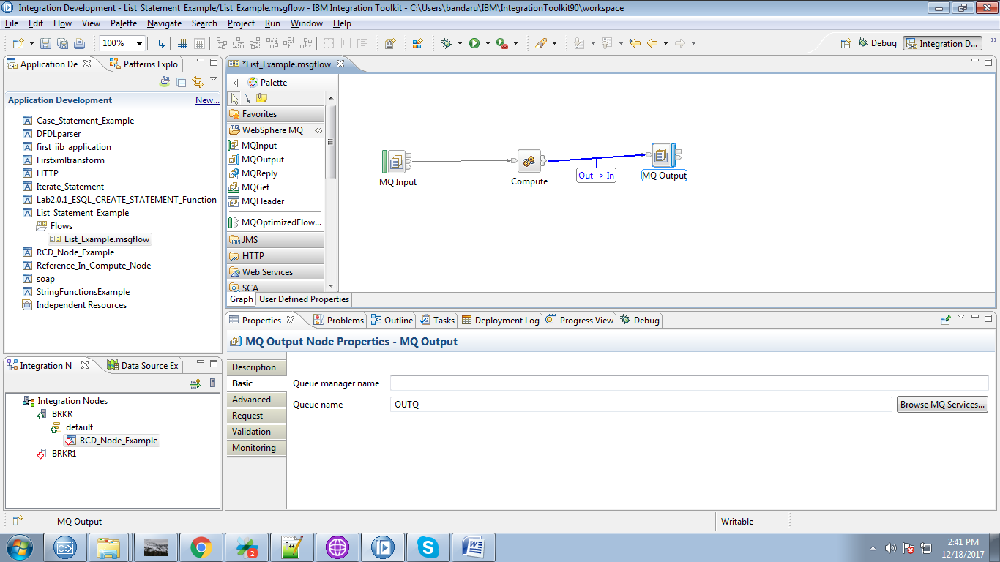 Integration Development - List_Statement_Example/List_Example.msgflow - IBM Integration Toolkit - C:\Users\bandaru\IBM\IntegrationToolkit90\workspace
File Edit Flow View Palette Navigate Search Project Run Window Help
100% Debug Integration D...
Application De Patterns Explo
Application Development New...
Case_Statement_Example
DFDLparser
first_iib_application
Firstxmltransform
HTTP
Iterate_Statement
Lab2.0.1_ESQL_CREATE_STATEMENT_Function
List_Statement_Example
Flows
List_Example.msgflow
RCD_Node_Example
Reference_In_Compute_Node
soap
StringFunctionsExample
Independent Resources
*List_Example.msgflow
Palette
Favorites
WebSphere MQ
MQInput
MQOutput
MQReply
MQGet
MQHeader
MQOptimizedFlow...
JMS
HTTP
Web Services
SCA
MQ Input
Compute
Out -> In
MQ Output
Graph User Defined Properties
Integration N Data Source Ex
Integration Nodes
BRKR
default
RCD_Node_Example
BRKR1
Properties Problems Outline Tasks Deployment Log Progress View Debug
MQ Output Node Properties - MQ Output
Description
Basic
Advanced
Request
Validation
Monitoring
Queue manager name
Queue name OUTQ Browse MQ Services...
MQ Output Writable
2
n++
2:41 PM
12/18/2017